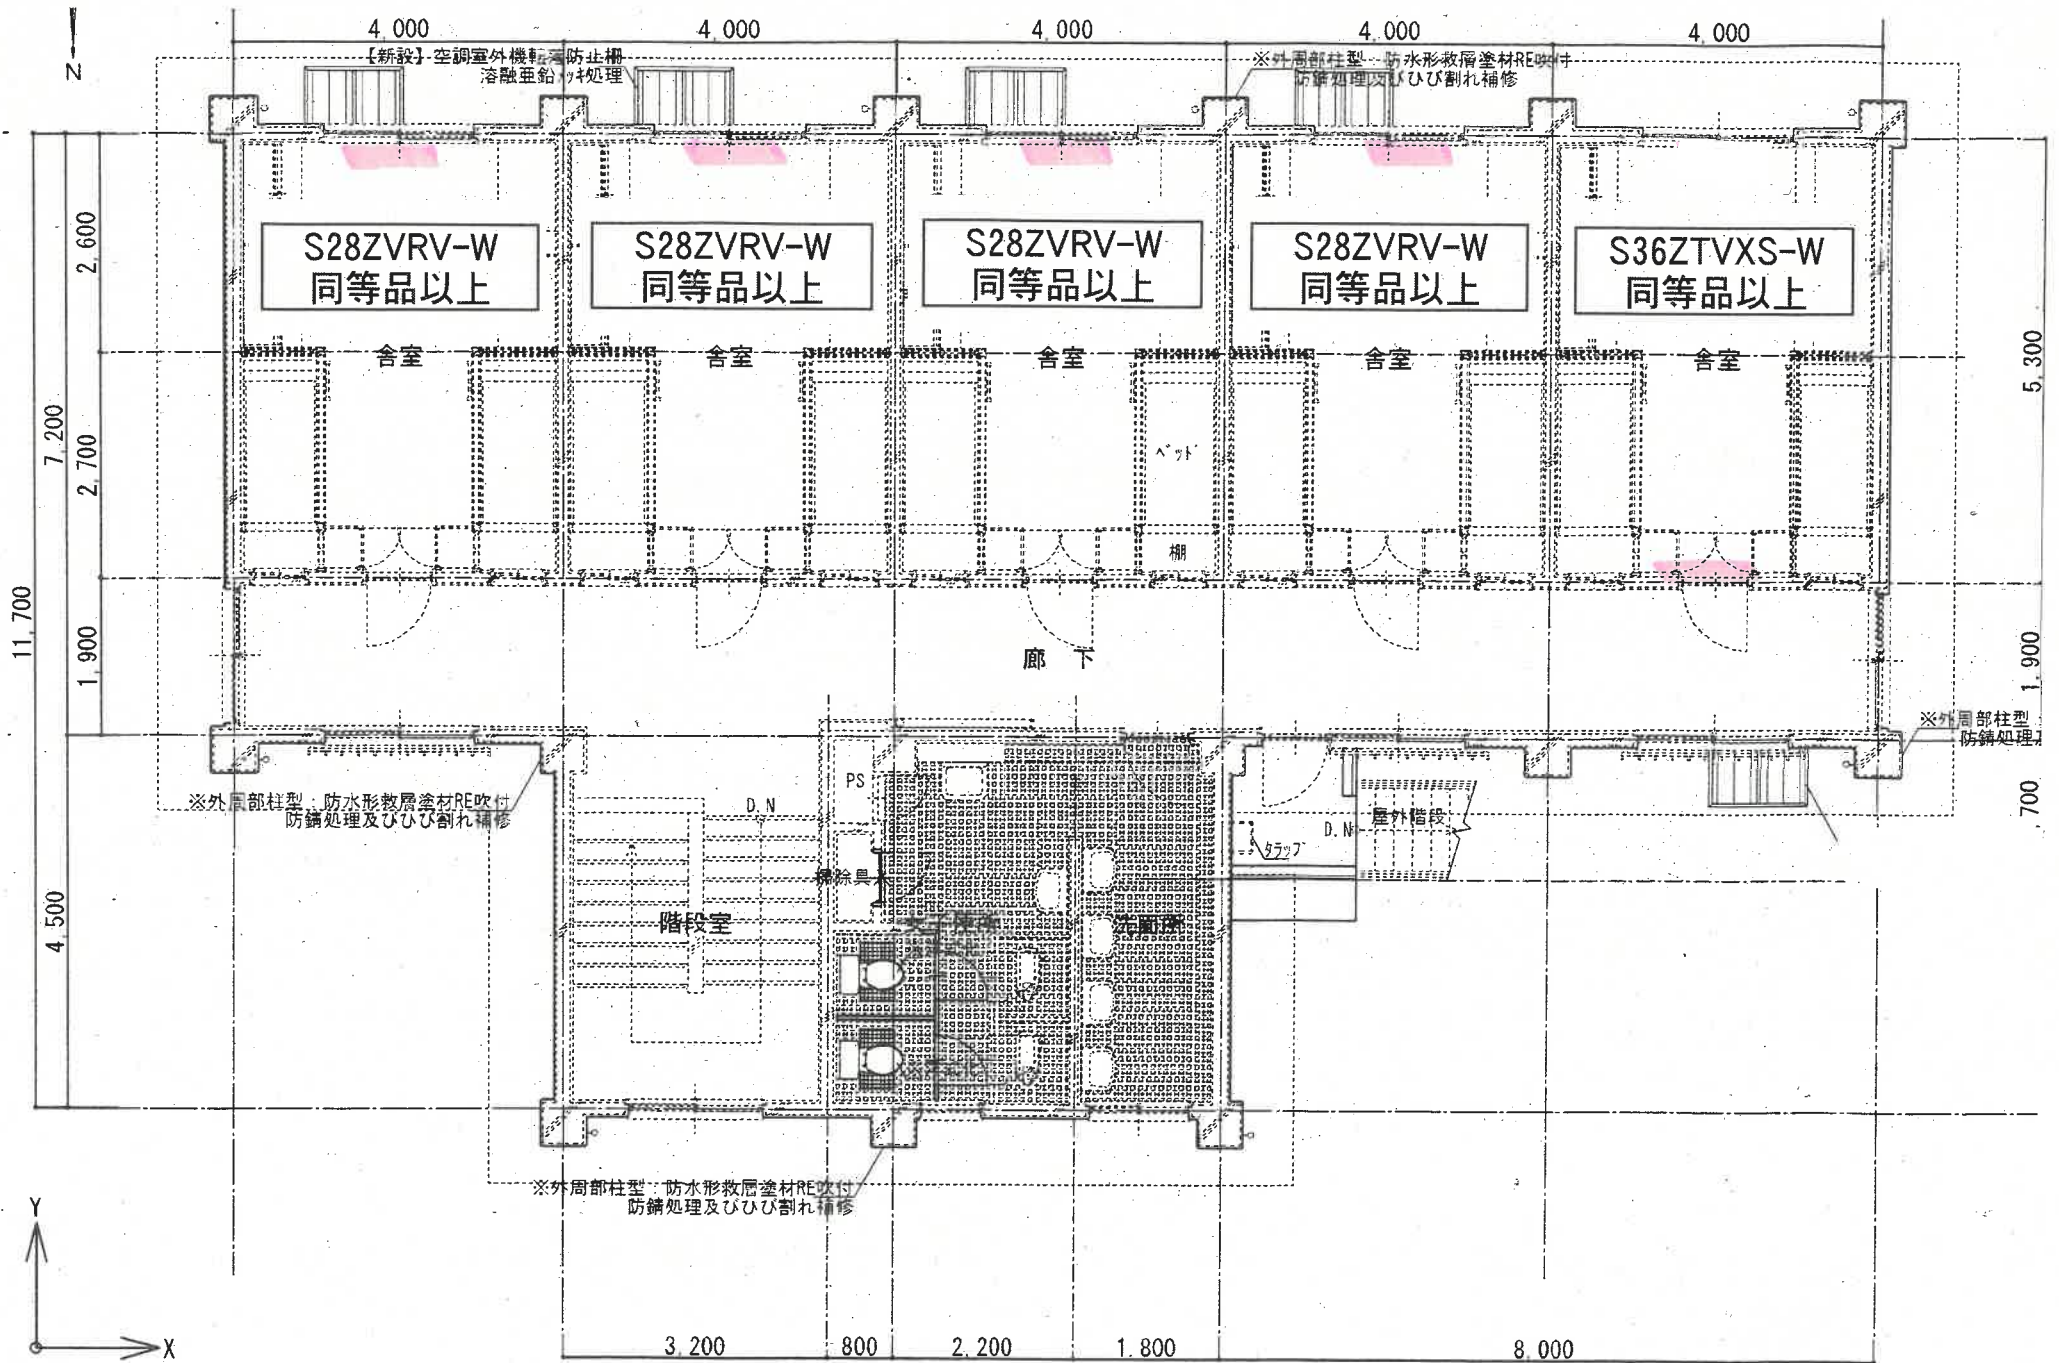 4,000
4,000
4,000
4,000
4,000
N
【新設】空調室外機転落防止柵
溶融亜鉛ﾒｯｷ処理
※外周部柱型：防水形複層塗材RE吹付
防錆処理及びひび割れ補修
S28ZVRV-W
同等品以上
S28ZVRV-W
同等品以上
S28ZVRV-W
同等品以上
S28ZVRV-W
同等品以上
S36ZTVXS-W
同等品以上
舎室
舎室
舎室
舎室
舎室
ﾍﾞｯﾄﾞ
棚
2,600
2,700
7,200
1,900
11,700
4,500
5,300
1,900
700
廊下
※外周部柱型
防錆処理
※外周部柱型：防水形複層塗材RE吹付
防錆処理及びひび割れ補修
PS
D.N
掃除具
階段室
洗面所
D.N
屋外階段
ﾀﾗｯﾌﾟ
※外周部柱型：防水形複層塗材RE吹付
防錆処理及びひび割れ補修
Y
X
3,200
800
2,200
1,800
8,000